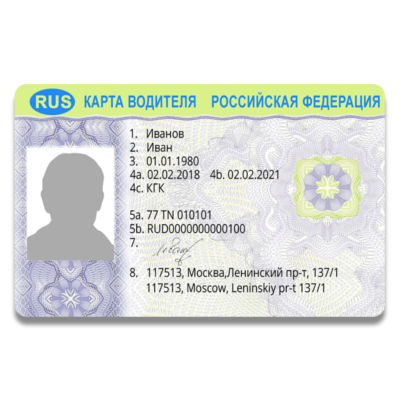 RUS КАРТА ВОДИТЕЛЯ РОССИЙСКАЯ ФЕДЕРАЦИЯ
1. Иванов
2. Иван
3. 01.01.1980
4a. 02.02.2018 4b. 02.02.2021
4c. КГК
5a. 77 TN 010101
5b. RUD0000000000100
7.
8. 117513, Москва,Ленинский пр-т, 137/1
117513, Moscow, Leninskiy pr-t 137/1